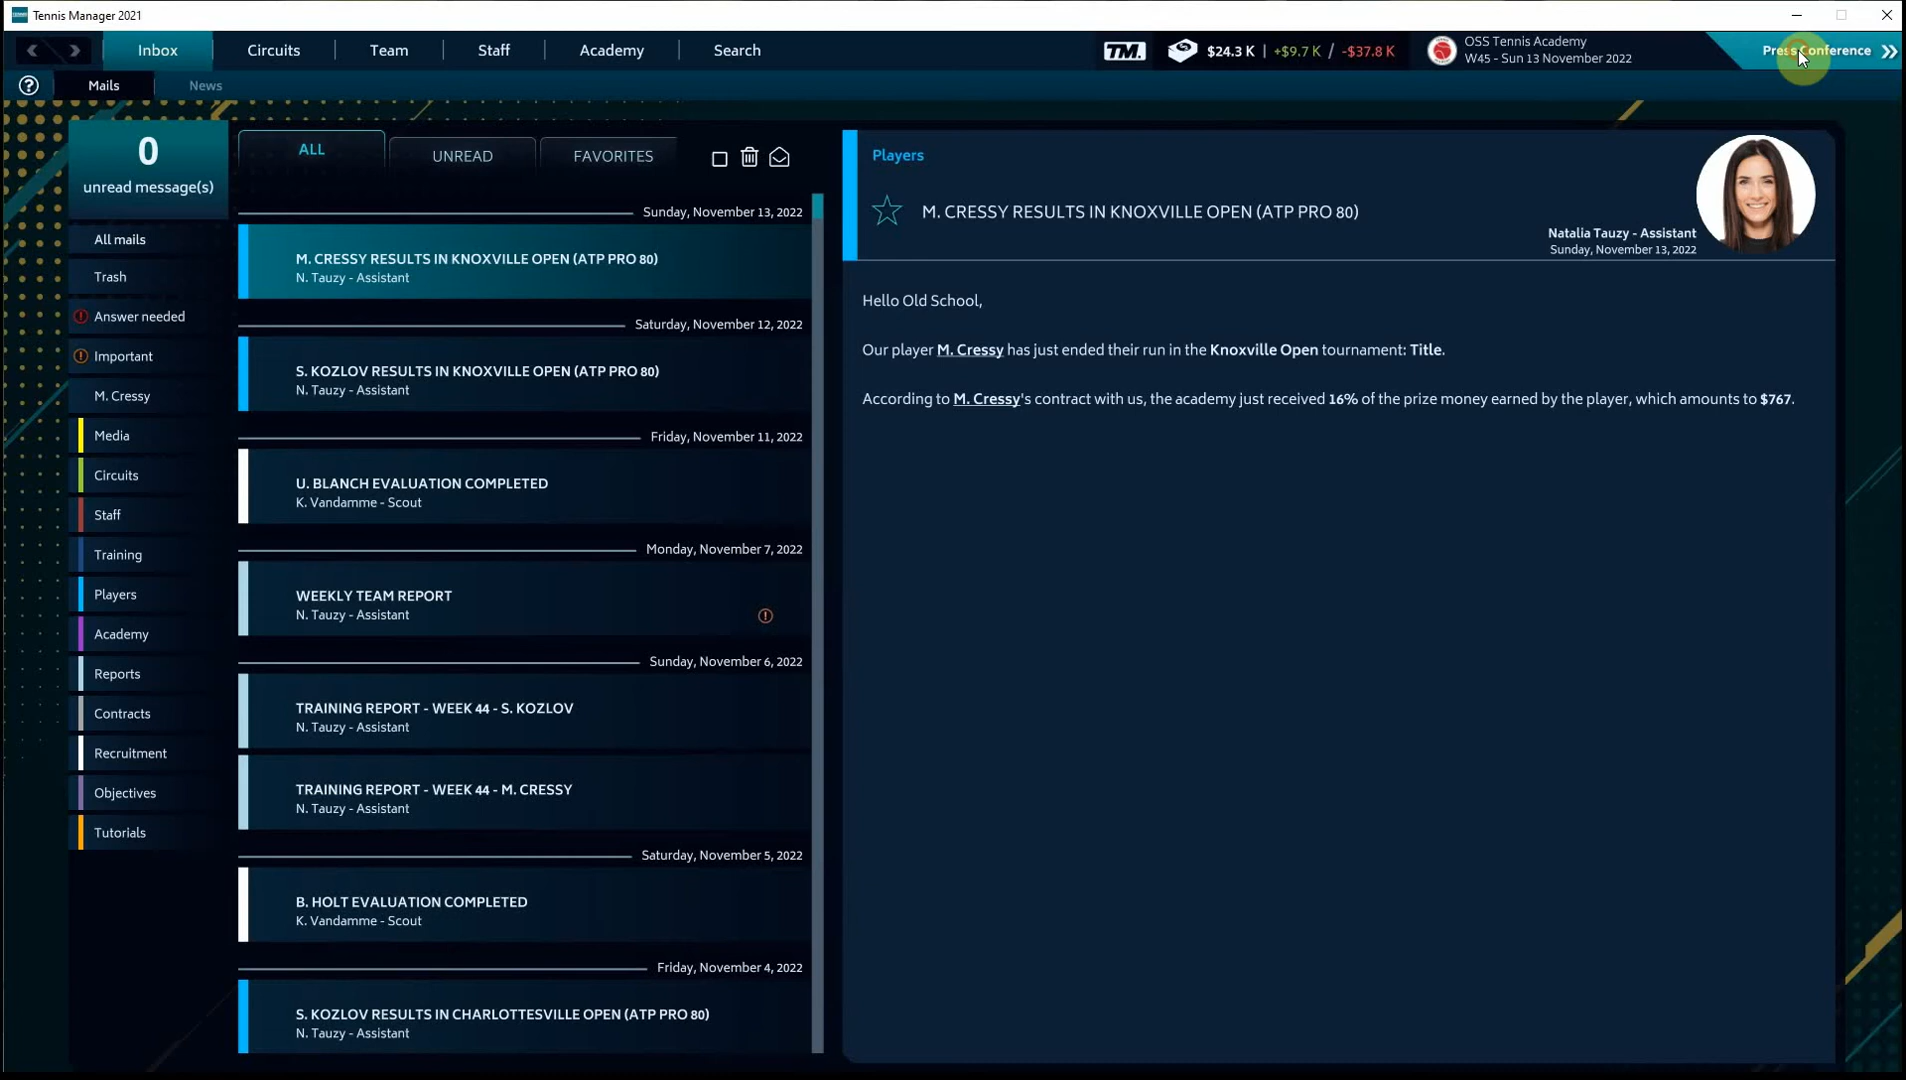 Tennis Manager 2021
Inbox
Circuits
Team
Staff
Academy
Search
TM.
$24.3 K | +$9.7 K / -$37.8 K
OSS Tennis Academy
W45 - Sun 13 November 2022
Press Conference
Mails
News
0
unread message(s)
All mails
Trash
Answer needed
Important
M. Cressy
Media
Circuits
Staff
Training
Players
Academy
Reports
Contracts
Recruitment
Objectives
Tutorials
ALL
UNREAD
FAVORITES
Sunday, November 13, 2022
M. CRESSY RESULTS IN KNOXVILLE OPEN (ATP PRO 80)
N. Tauzy - Assistant
Saturday, November 12, 2022
S. KOZLOV RESULTS IN KNOXVILLE OPEN (ATP PRO 80)
N. Tauzy - Assistant
Friday, November 11, 2022
U. BLANCH EVALUATION COMPLETED
K. Vandamme - Scout
Monday, November 7, 2022
WEEKLY TEAM REPORT
N. Tauzy - Assistant
Sunday, November 6, 2022
TRAINING REPORT - WEEK 44 - S. KOZLOV
N. Tauzy - Assistant
TRAINING REPORT - WEEK 44 - M. CRESSY
N. Tauzy - Assistant
Saturday, November 5, 2022
B. HOLT EVALUATION COMPLETED
K. Vandamme - Scout
Friday, November 4, 2022
S. KOZLOV RESULTS IN CHARLOTTESVILLE OPEN (ATP PRO 80)
N. Tauzy - Assistant
Players
M. CRESSY RESULTS IN KNOXVILLE OPEN (ATP PRO 80)
Natalia Tauzy - Assistant
Sunday, November 13, 2022
Hello Old School,
Our player M. Cressy has just ended their run in the Knoxville Open tournament: Title.
According to M. Cressy's contract with us, the academy just received 16% of the prize money earned by the player, which amounts to $767.